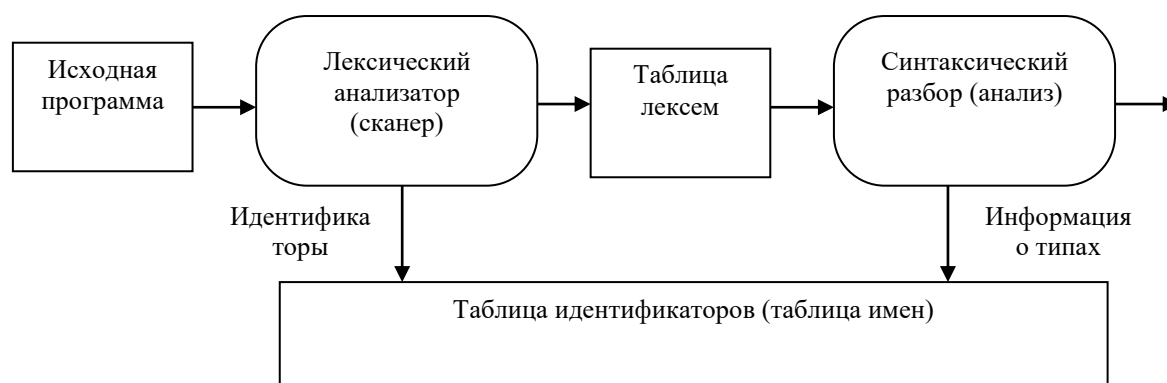 Исходная
программа
Лексический
анализатор
(сканер)
Таблица
лексем
Синтаксический
разбор (анализ)
Идентифика
торы
Информация
о типах
Таблица идентификаторов (таблица имен)